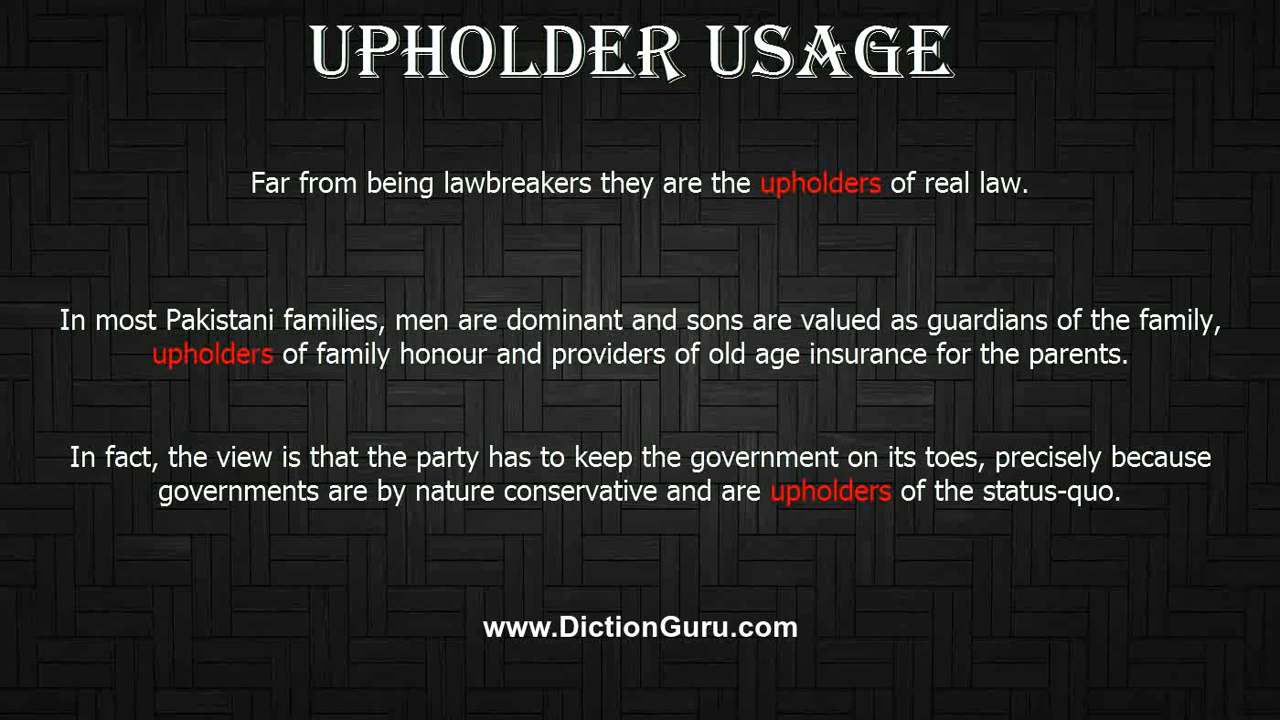 UPHOLDER USAGE
Far from being lawbreakers they are the upholders of real law.
In most Pakistani families, men are dominant and sons are valued as guardians of the family,
upholders of family honour and providers of old age insurance for the parents.
In fact, the view is that the party has to keep the government on its toes, precisely because
governments are by nature conservative and are upholders of the status-quo.
www.DictionGuru.com